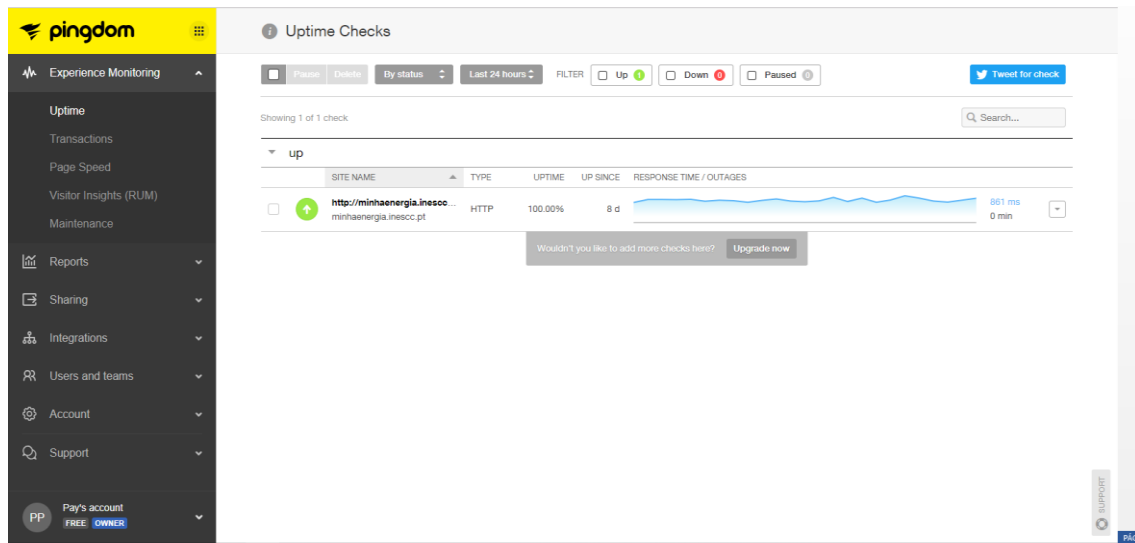 pingdom
Uptime Checks
Experience Monitoring
Uptime
Transactions
Page Speed
Visitor Insights (RUM)
Maintenance
Reports
Sharing
Integrations
Users and teams
Account
Support
PP
Pay's account
FREE OWNER
Pause Delete By status Last 24 hours FILTER Up 1 Down 0 Paused 0 Tweet for check
Showing 1 of 1 check Search...
up
SITE NAME TYPE UPTIME UP SINCE RESPONSE TIME / OUTAGES
http://minhaenergia.inescc...
minhaenergia.inescc.pt
HTTP 100.00% 8 d
861 ms
0 min
Wouldn't you like to add more checks here? Upgrade now
SUPPORT